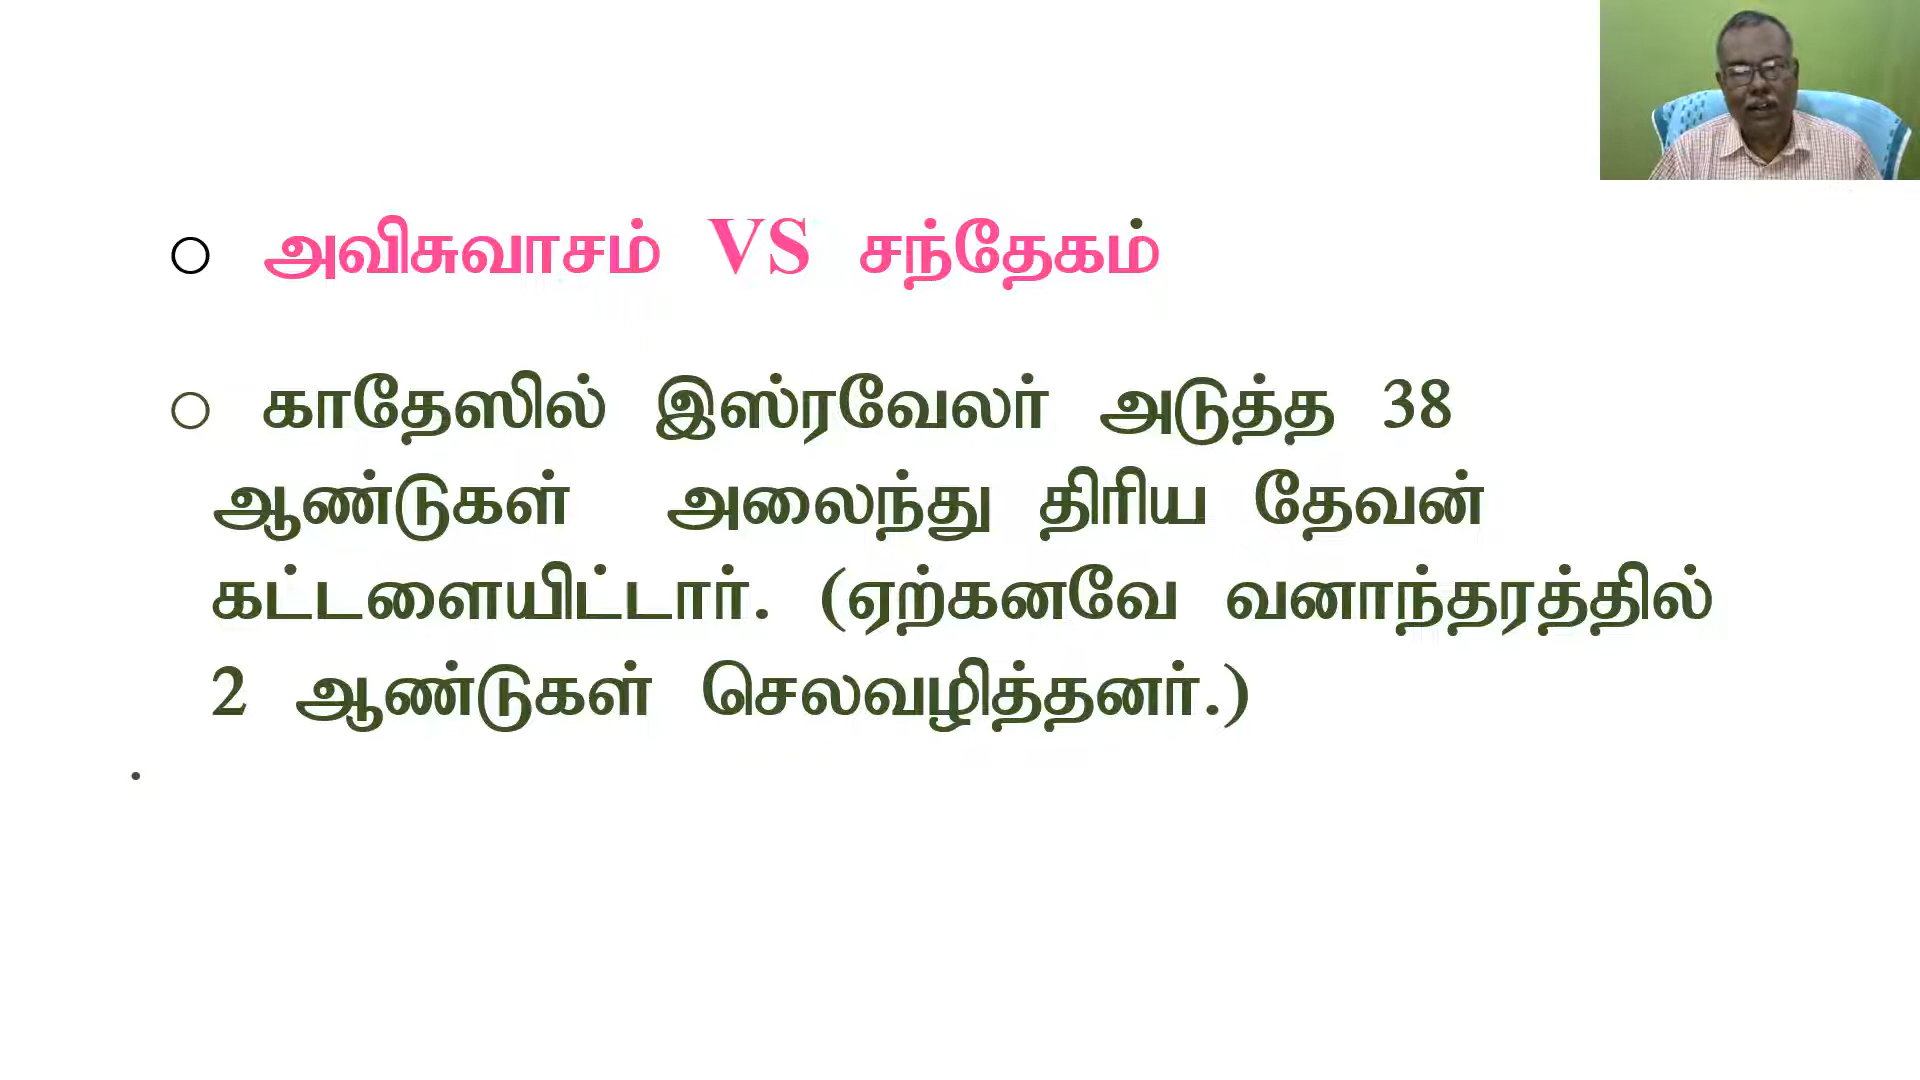 ○ அவிசுவாசம் VS சந்தேகம்
○ காதேஸில் இஸ்ரவேலர் அடுத்த 38
ஆண்டுகள் அலைந்து திரிய தேவன்
கட்டளையிட்டார். (ஏற்கனவே வனாந்தரத்தில்
2 ஆண்டுகள் செலவழித்தனர்.)
•